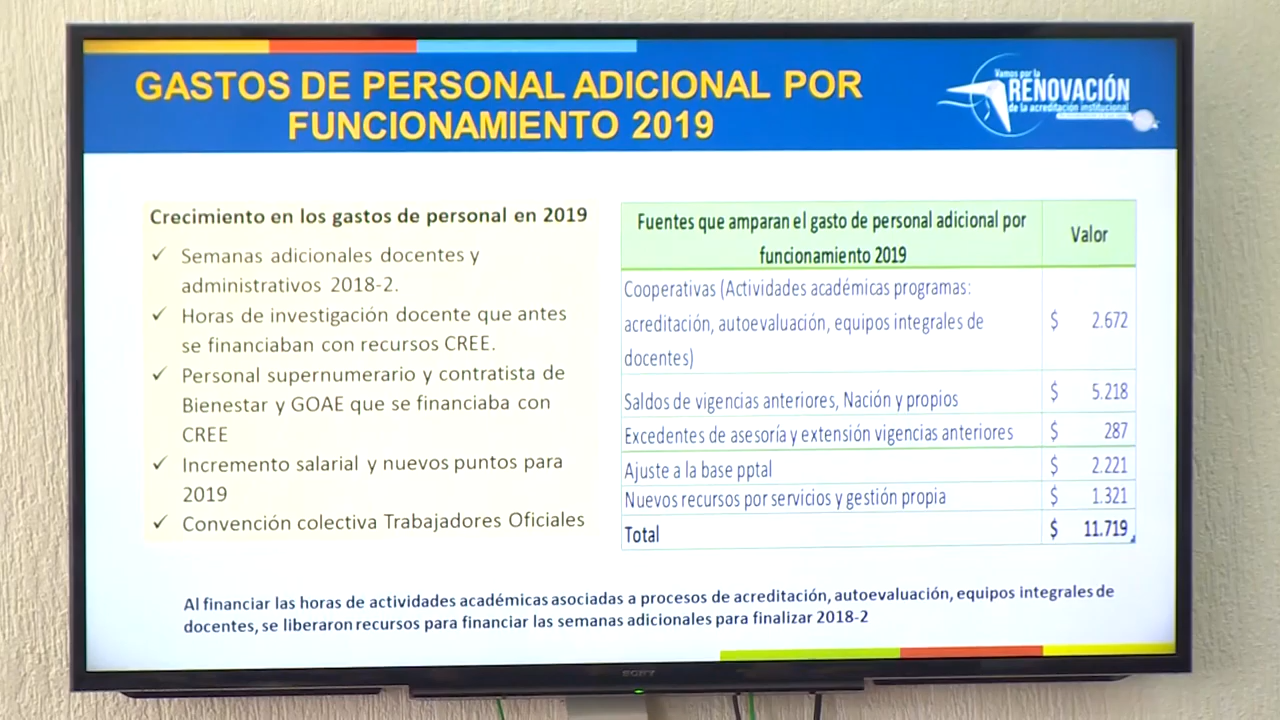 GASTOS DE PERSONAL ADICIONAL POR
FUNCIONAMIENTO 2019
Vamos por la
RENOVACIÓN
de la acreditación institucional
Crecimiento en los gastos de personal en 2019
✓ Semanas adicionales docentes y
administrativos 2018-2.
✓ Horas de investigación docente que antes
se financiaban con recursos CREE.
✓ Personal supernumerario y contratista de
Bienestar y GOAE que se financiaba con
CREE
✓ Incremento salarial y nuevos puntos para
2019
✓ Convención colectiva Trabajadores Oficiales
Fuentes que amparan el gasto de personal adicional por
funcionamiento 2019
Valor
Cooperativas (Actividades académicas programas:
acreditación, autoevaluación, equipos integrales de
docentes)
$ 2.672
Saldos de vigencias anteriores, Nación y propios $ 5.218
Excedentes de asesoría y extensión vigencias anteriores $ 287
Ajuste a la base pptal $ 2.221
Nuevos recursos por servicios y gestión propia $ 1.321
Total $ 11.719
Al financiar las horas de actividades académicas asociadas a procesos de acreditación, autoevaluación, equipos integrales de
docentes, se liberaron recursos para financiar las semanas adicionales para finalizar 2018-2
SONY